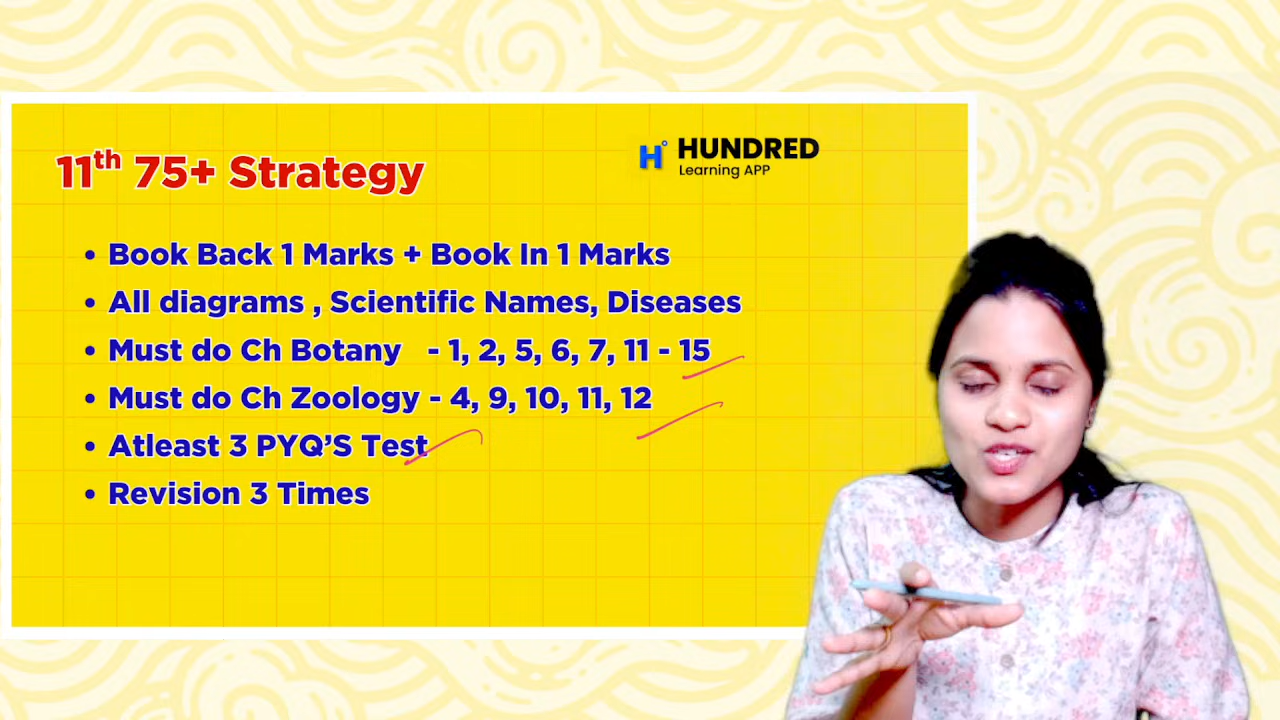 11th 75+ Strategy
H° HUNDRED
Learning APP
• Book Back 1 Marks + Book In 1 Marks
• All diagrams , Scientific Names, Diseases
• Must do Ch Botany - 1, 2, 5, 6, 7, 11 - 15
• Must do Ch Zoology - 4, 9, 10, 11, 12
• Atleast 3 PYQ'S Test
• Revision 3 Times